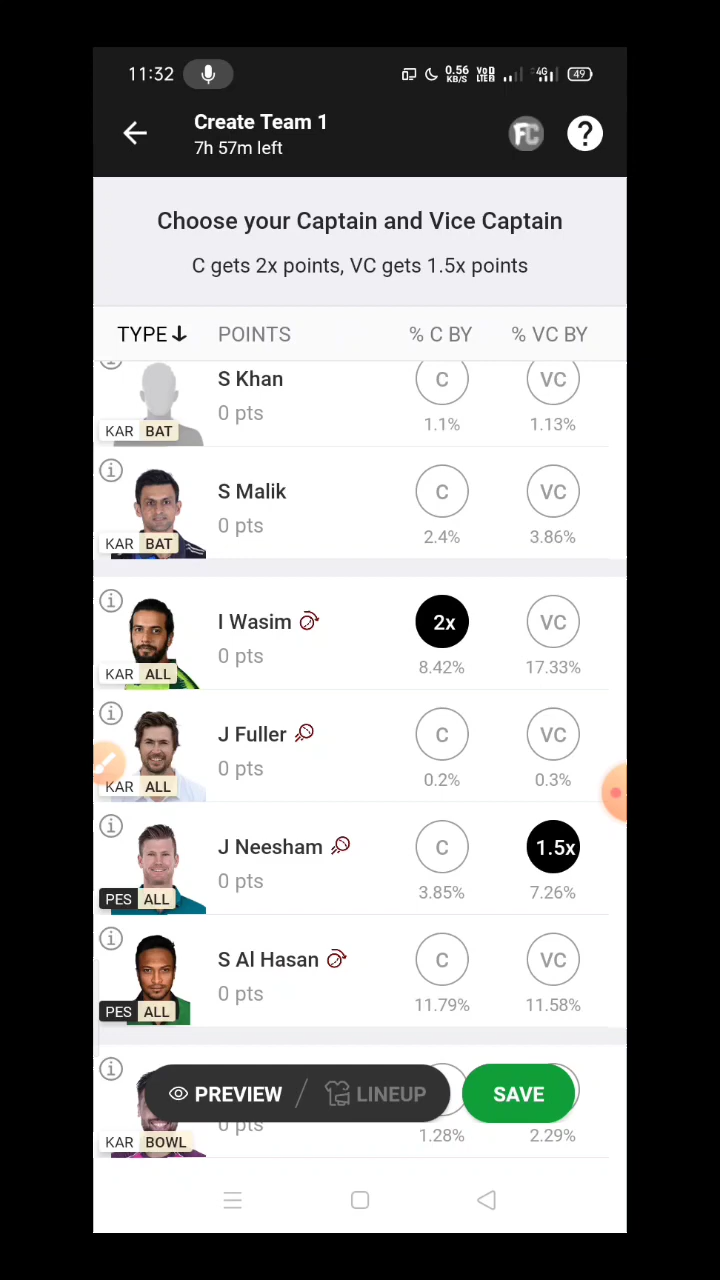 11:32
0.56 KB/S
4G
49
Create Team 1
7h 57m left
FC
?
Choose your Captain and Vice Captain
C gets 2x points, VC gets 1.5x points
TYPE POINTS % C BY % VC BY
S Khan
0 pts
C
VC
1.1%
1.13%
KAR BAT
S Malik
0 pts
C
VC
2.4%
3.86%
KAR BAT
I Wasim
0 pts
2x
VC
8.42%
17.33%
KAR ALL
J Fuller
0 pts
C
VC
0.2%
0.3%
KAR ALL
J Neesham
0 pts
C
1.5x
3.85%
7.26%
PES ALL
S Al Hasan
0 pts
C
VC
11.79%
11.58%
PES ALL
PREVIEW / LINEUP
SAVE
0 pts
1.28%
2.29%
KAR BOWL